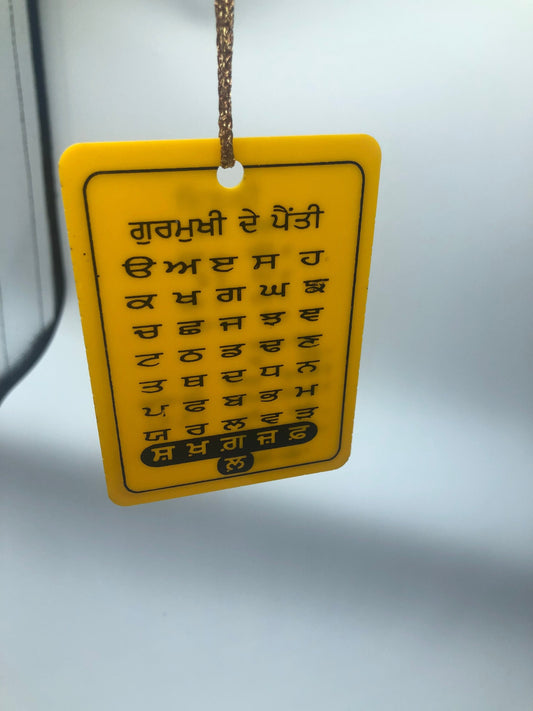 ਗੁਰਮੁਖੀ ਦੇ ਪੈਂਤੀ
ੳ ਅ ੲ ਸ ਹ
ਕ ਖ ਗ ਘ ਙ
ਚ ਛ ਜ ਝ ਞ
ਟ ਠ ਡ ਢ ਣ
ਤ ਥ ਦ ਧ ਨ
ਪ ਫ ਬ ਭ ਮ
ਯ ਰ ਲ ਵ ੜ
ਸ਼ ਖ਼ ਗ਼ ਜ਼ ਫ਼
ਲ਼